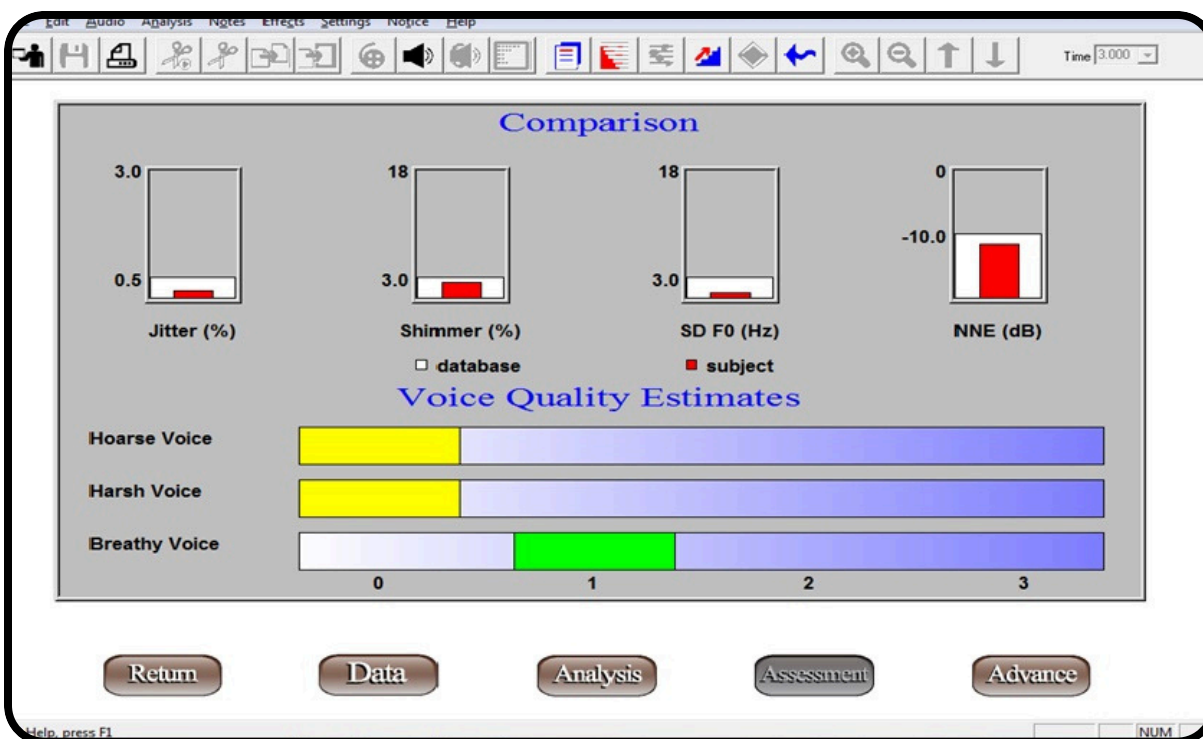 Edit Audio Analysis Notes Effects Settings Notice Help
Time 3.000
Comparison
3.0 18 18 0
-10.0
0.5 3.0 3.0
Jitter (%) Shimmer (%) SD F0 (Hz) NNE (dB)
database subject
Voice Quality Estimates
Hoarse Voice
Harsh Voice
Breathy Voice
0 1 2 3
Return Data Analysis Assessment Advance
Help, press F1 NUM